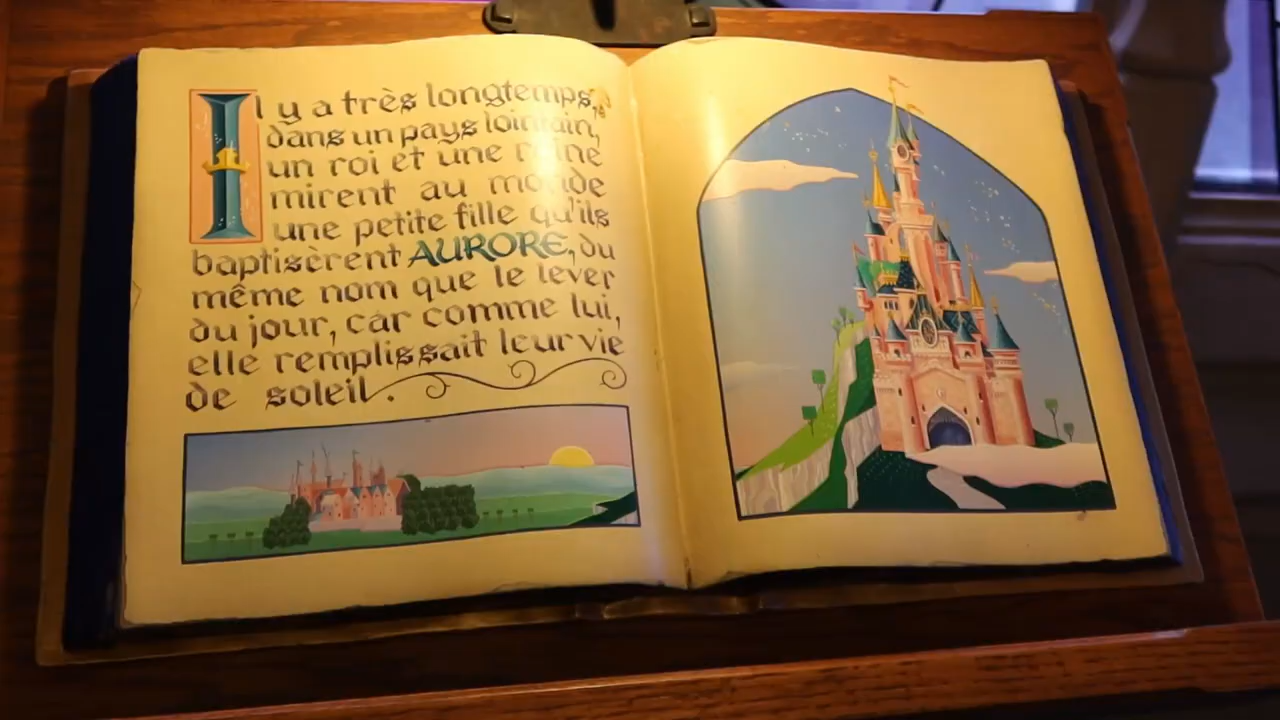 Il y a très longtemps,
dans un pays lointain,
un roi et une reine
mirent au monde
une petite fille qu'ils
baptisèrent AURORE, du
même nom que le lever
du jour, car comme lui,
elle remplissait leur vie
de soleil.